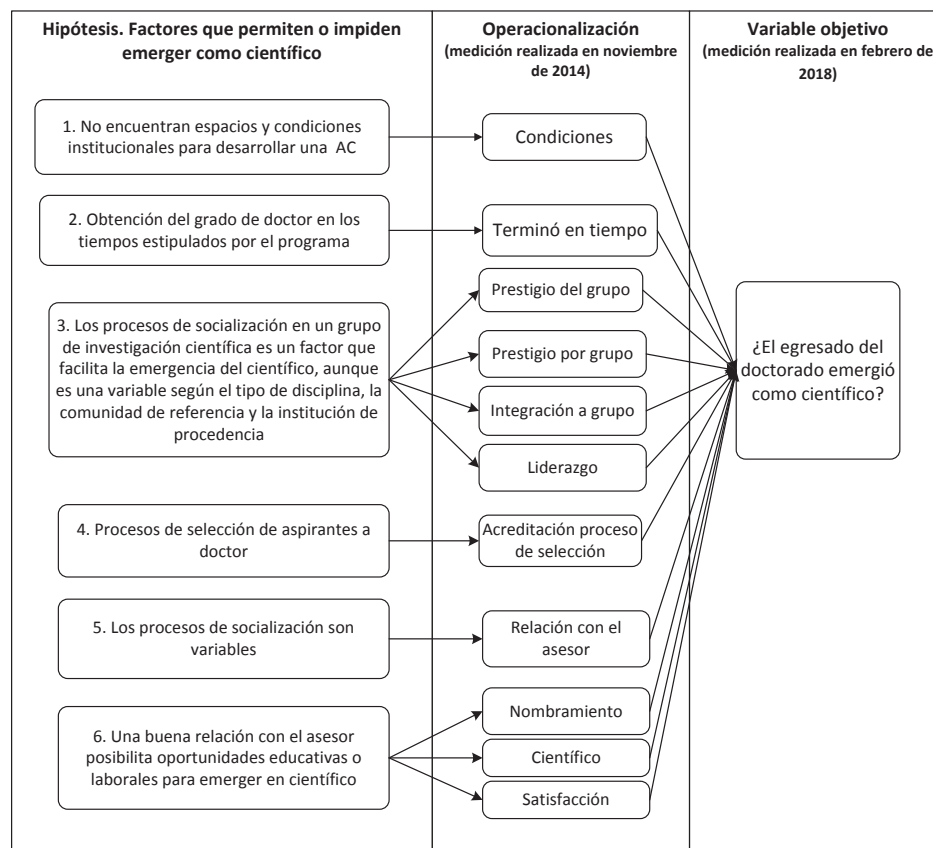 Hipótesis. Factores que permiten o impiden
emerger como científico
Operacionalización
(medición realizada en noviembre
de 2014)
Variable objetivo
(medición realizada en febrero de
2018)
1. No encuentran espacios y condiciones
institucionales para desarrollar una AC
Condiciones
2. Obtención del grado de doctor en los
tiempos estipulados por el programa
Terminó en tiempo
3. Los procesos de socialización en un grupo
de investigación científica es un factor que
facilita la emergencia del científico, aunque
es una variable según el tipo de disciplina, la
comunidad de referencia y la institución de
procedencia
Prestigio del grupo
Prestigio por grupo
Integración a grupo
Liderazgo
¿El egresado del
doctorado emergió
como científico?
4. Procesos de selección de aspirantes a
doctor
Acreditación proceso
de selección
5. Los procesos de socialización son
variables
Relación con el
asesor
6. Una buena relación con el asesor
posibilita oportunidades educativas o
laborales para emerger en científico
Nombramiento
Científico
Satisfacción